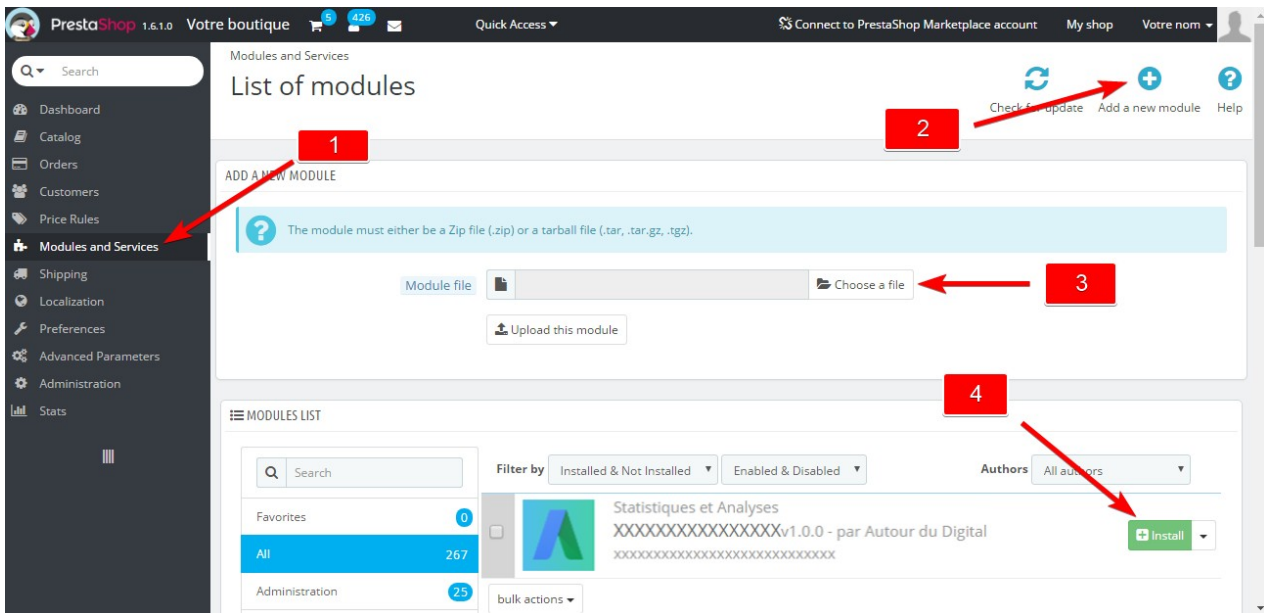 PrestaShop 1.6.1.0 Votre boutique 5 426 Quick Access Connect to PrestaShop Marketplace account My shop Votre nom
Search
Dashboard
Catalog
Orders
Customers
Price Rules
Modules and Services
Shipping
Localization
Preferences
Advanced Parameters
Administration
Stats
Modules and Services
List of modules
Check for update Add a new module Help
1
2
ADD A NEW MODULE
The module must either be a Zip file (.zip) or a tarball file (.tar, .tar.gz, .tgz).
Module file Choose a file
3
Upload this module
4
MODULES LIST
Search
Favorites 0
All 267
Administration 25
Filter by Installed & Not Installed Enabled & Disabled Authors All authors
Statistiques et Analyses
XXXXXXXXXXXXXXXXv1.0.0 - par Autour du Digital
xxxxxxxxxxxxxxxxxxxxxxxxxxxx
Install
bulk actions